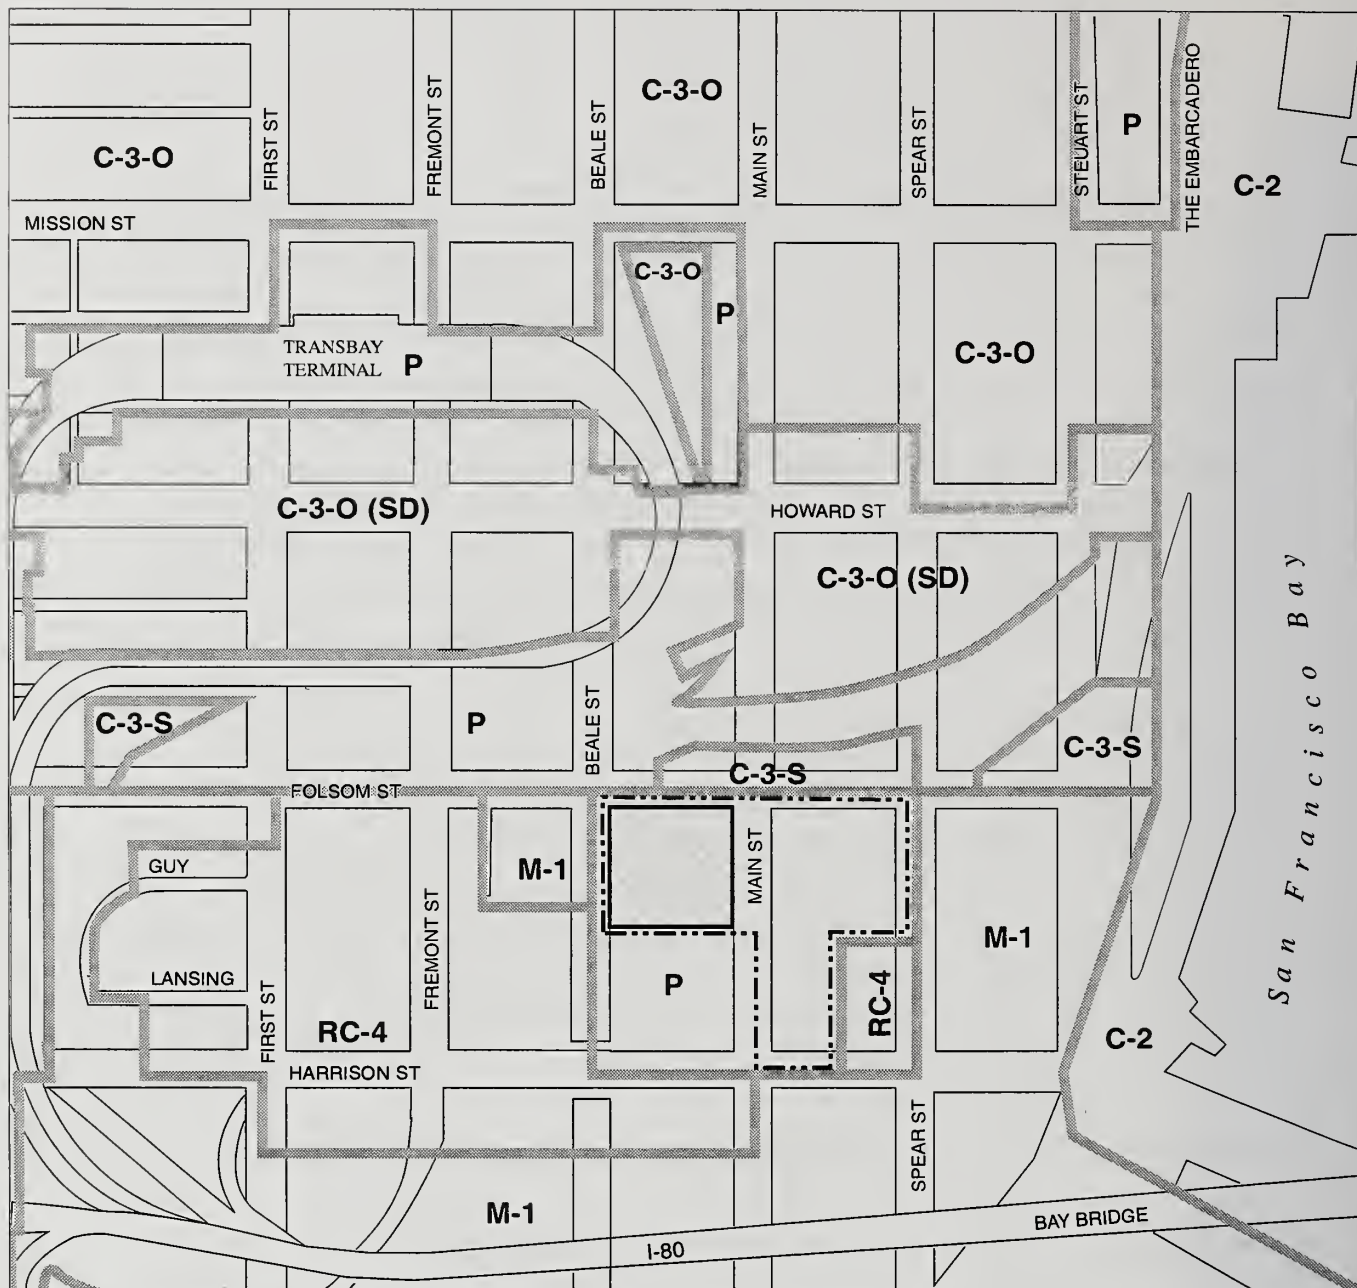 C-3-O
C-3-O
FIRST ST
FREMONT ST
BEALE ST
MAIN ST
SPEAR ST
STEUART ST
P
THE EMBARCADERO
C-2
MISSION ST
C-3-O
P
TRANSBAY
TERMINAL
P
C-3-O
C-3-O (SD)
HOWARD ST
C-3-O (SD)
San Francisco Bay
C-3-S
P
BEALE ST
C-3-S
C-3-S
FOLSOM ST
GUY
M-1
MAIN ST
FREMONT ST
M-1
LANSING
P
RC-4
FIRST ST
RC-4
C-2
HARRISON ST
SPEAR ST
M-1
BAY BRIDGE
I-80